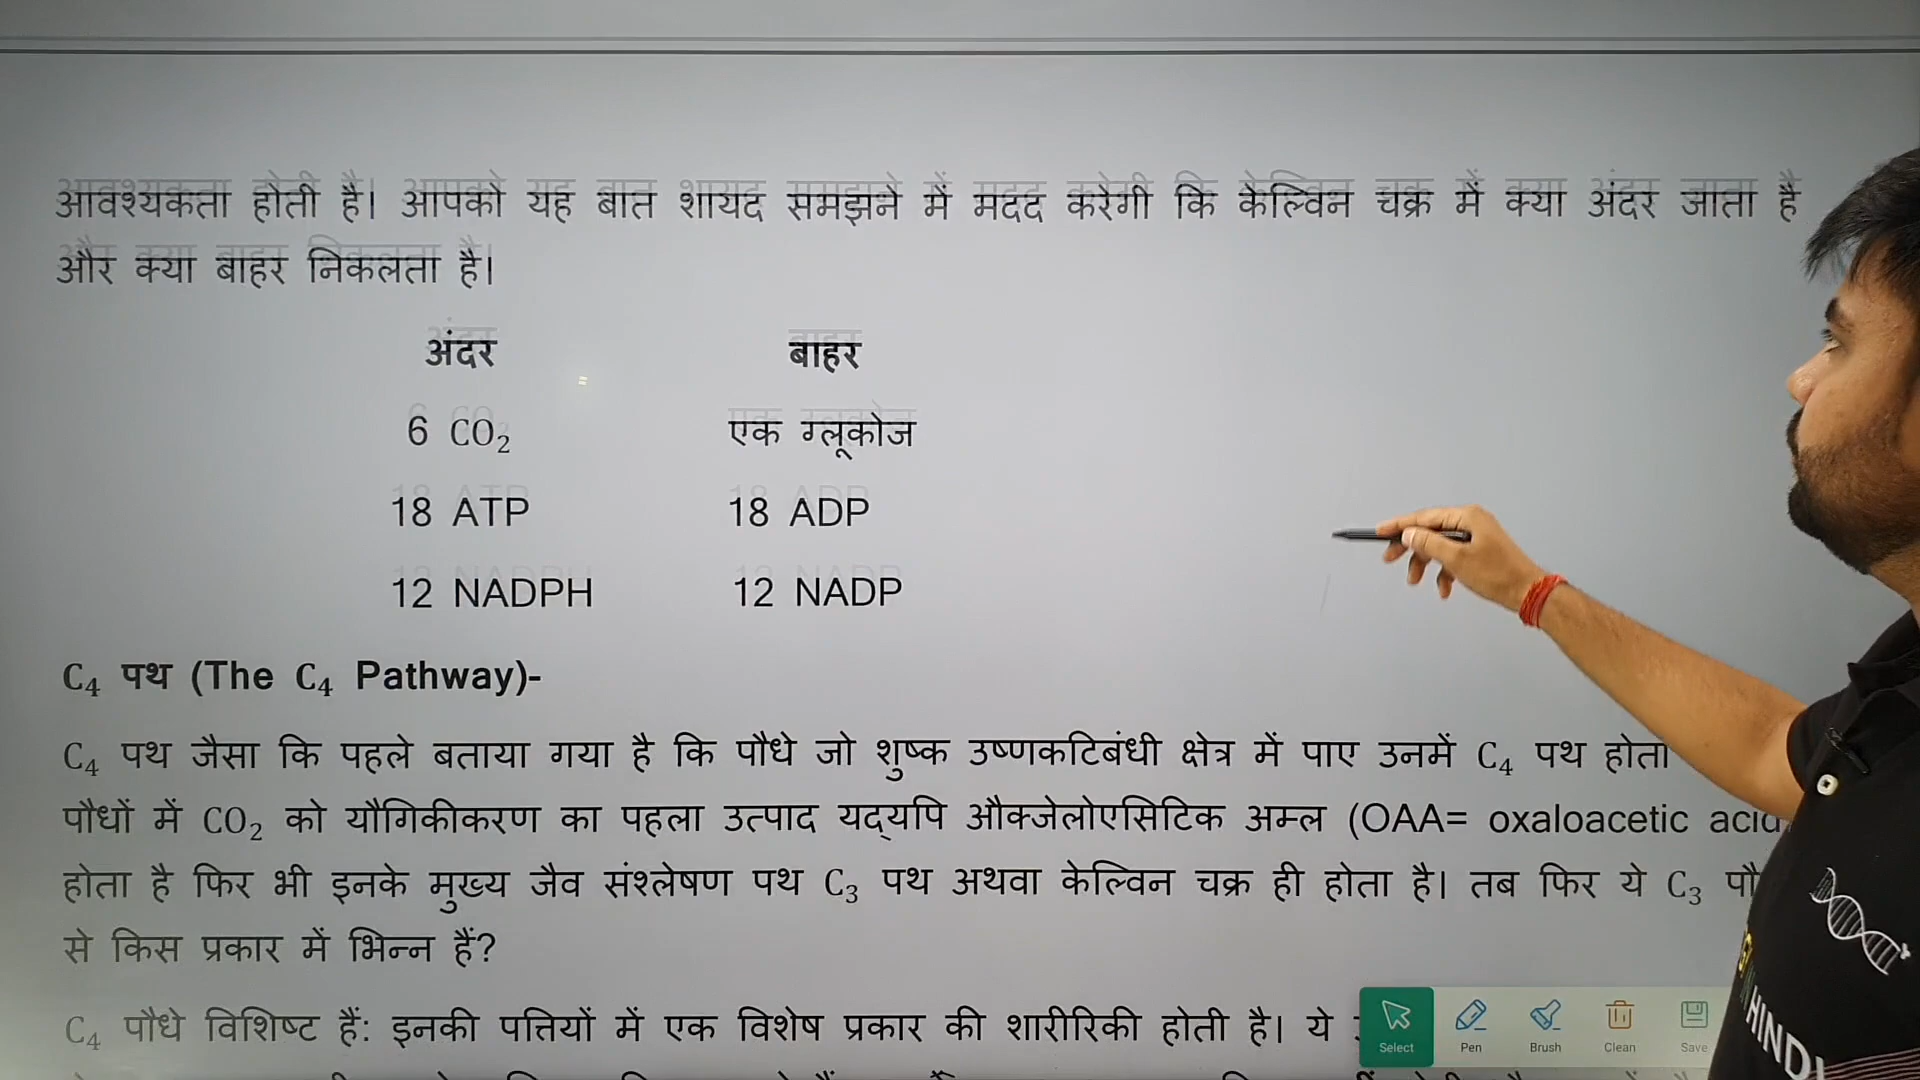 आवश्यकता होती है। आपको यह बात शायद समझने में मदद करेगी कि केल्विन चक्र में क्या अंदर जाता है
और क्या बाहर निकलता है।
अंदर बाहर
6 CO₂ एक ग्लूकोज
18 ATP 18 ADP
12 NADPH 12 NADP
C₄ पथ (The C₄ Pathway)-
C₄ पथ जैसा कि पहले बताया गया है कि पौधे जो शुष्क उष्णकटिबंधी क्षेत्र में पाए उनमें C₄ पथ होता
पौधों में CO₂ को यौगिकीकरण का पहला उत्पाद यद्यपि औक्जेलोएसिटिक अम्ल (OAA= oxaloacetic acid
होता है फिर भी इनके मुख्य जैव संश्लेषण पथ C₃ पथ अथवा केल्विन चक्र ही होता है। तब फिर ये C₃
से किस प्रकार में भिन्न हैं?
C₄ पौधे विशिष्ट हैं: इनकी पत्तियों में एक विशेष प्रकार की शारीरिकी होती है। ये
Select Pen Brush Clean Save
HINDI